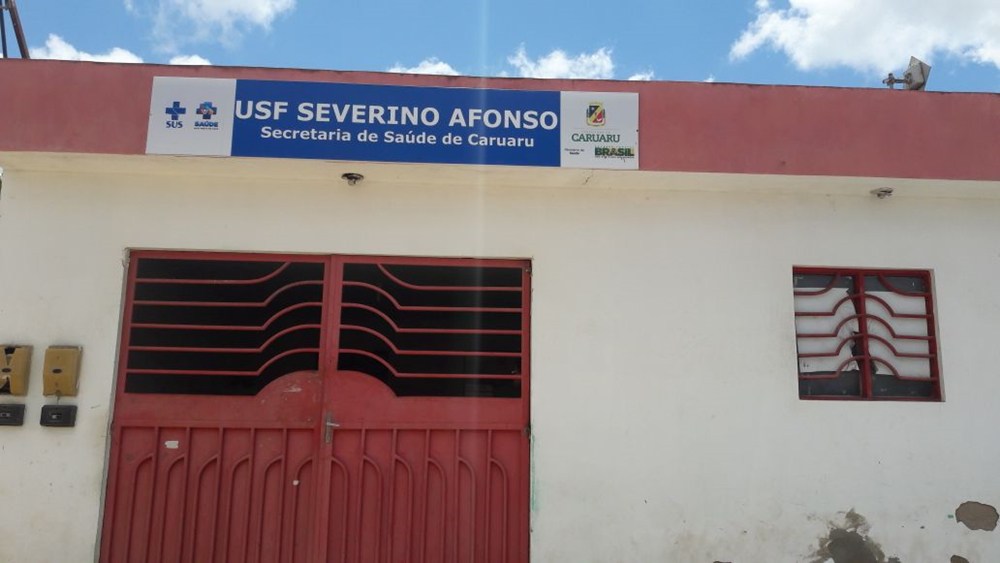 SUS
SAÚDE
USF SEVERINO AFONSO
Secretaria de Saúde de Caruaru
CARUARU
BRASIL